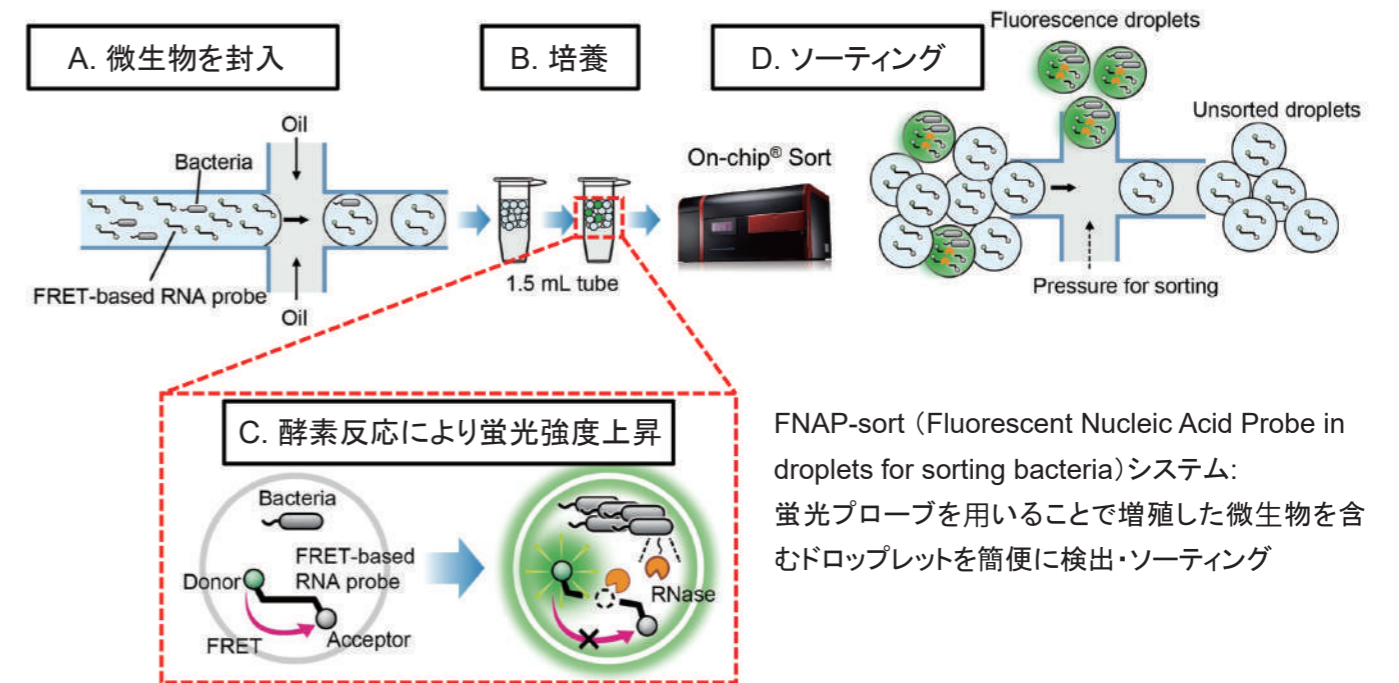 A. 微生物を封入
Oil
Bacteria
FRET-based RNA probe
Oil
B. 培養
1.5 mL tube
On-chip® Sort
D. ソーティング
Fluorescence droplets
Unsorted droplets
Pressure for sorting
C. 酵素反応により蛍光強度上昇
Bacteria
FRET-based
RNA probe
Donor
FRET
Acceptor
RNase
FNAP-sort （Fluorescent Nucleic Acid Probe in
droplets for sorting bacteria）システム:
蛍光プローブを用いることで増殖した微生物を含
むドロップレットを簡便に検出・ソーティング